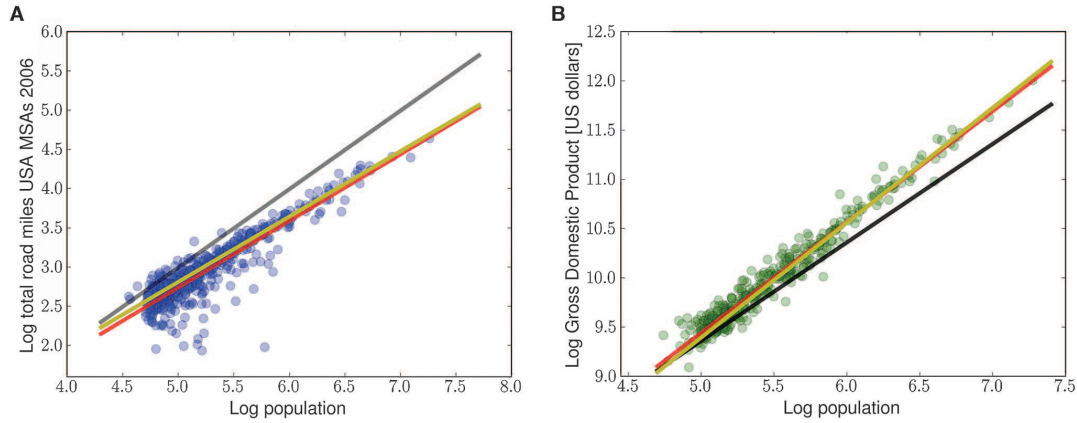 A
B
Log total road miles USA MSAs 2006
6.0
5.5
5.0
4.5
4.0
3.5
3.0
2.5
2.0
4.0 4.5 5.0 5.5 6.0 6.5 7.0 7.5 8.0
Log population
Log Gross Domestic Product [US dollars]
12.5
12.0
11.5
11.0
10.5
10.0
9.5
9.0
4.5 5.0 5.5 6.0 6.5 7.0 7.5
Log population